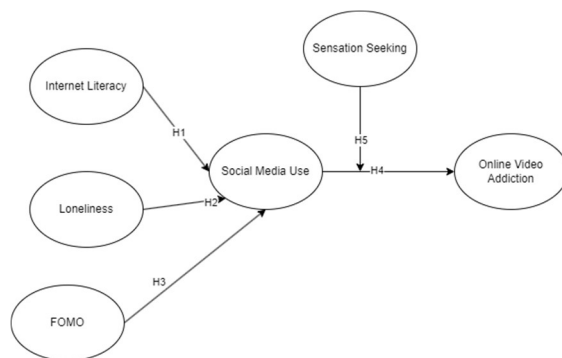 Sensation Seeking
Internet Literacy
H1
H5
Social Media Use
H4
Online Video
Addiction
Loneliness
H2
H3
FOMO